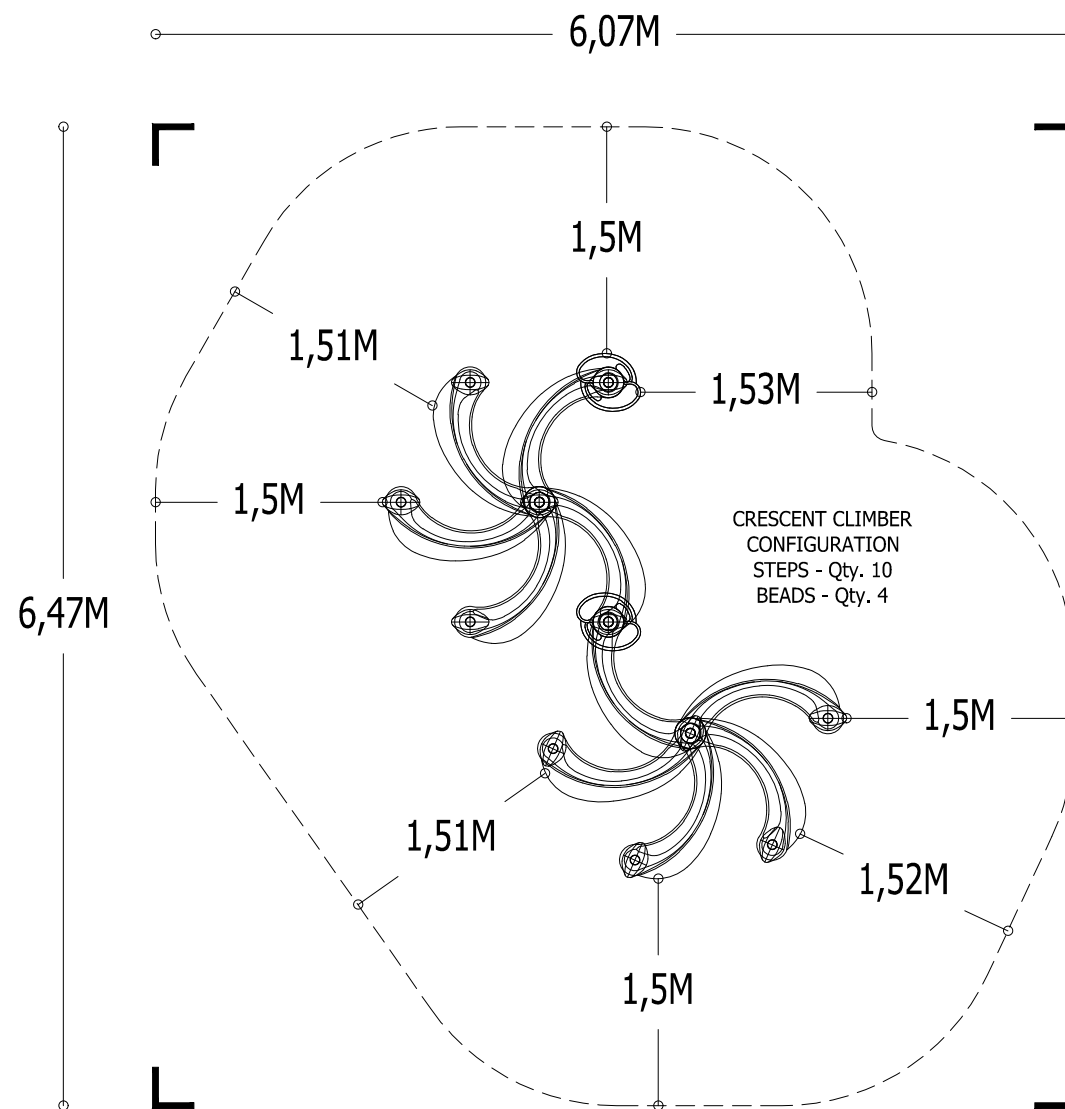 6,07M
1,5M
1,51M
1,53M
1,5M
CRESCENT CLIMBER
CONFIGURATION
STEPS - Qty. 10
BEADS - Qty. 4
6,47M
1,5M
1,51M
1,52M
1,5M